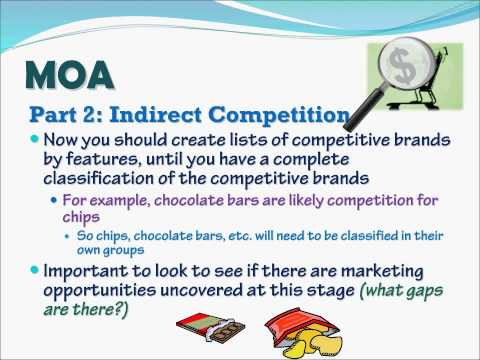 MOA
Part 2: Indirect Competition
Now you should create lists of competitive brands
by features, until you have a complete
classification of the competitive brands
For example, chocolate bars are likely competition for
chips
So chips, chocolate bars, etc. will need to be classified in their
own groups
Important to look to see if there are marketing
opportunities uncovered at this stage (what gaps
are there?)